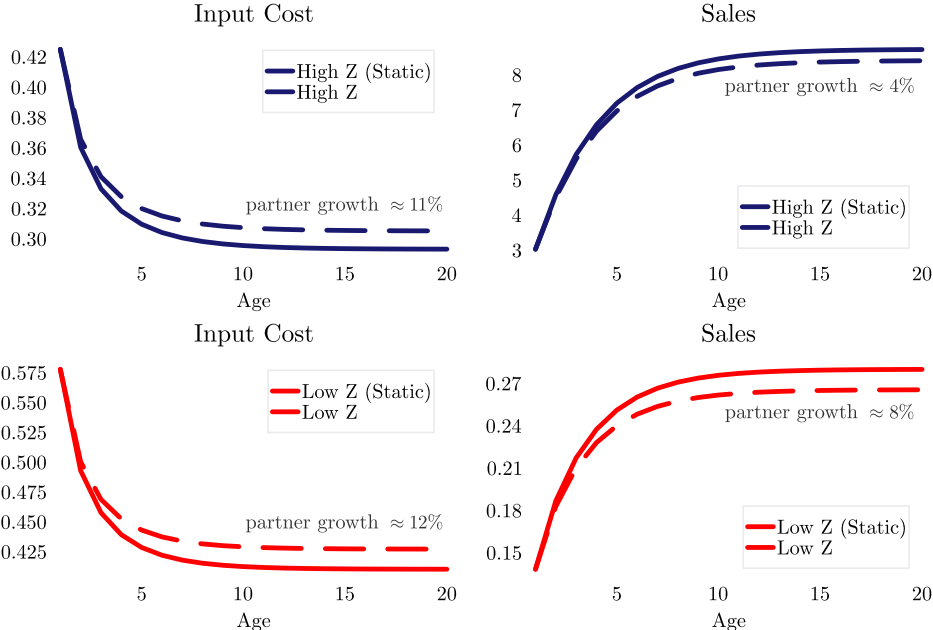 Input Cost
0.42
0.40
0.38
0.36
0.34
0.32
0.30
High Z (Static)
High Z
partner growth ≈ 11%
5 10 15 20
Age
Sales
8
7
6
5
4
3
partner growth ≈ 4%
High Z (Static)
High Z
5 10 15 20
Age
Input Cost
0.575
0.550
0.525
0.500
0.475
0.450
0.425
Low Z (Static)
Low Z
partner growth ≈ 12%
5 10 15 20
Age
Sales
0.27
0.24
0.21
0.18
0.15
partner growth ≈ 8%
Low Z (Static)
Low Z
5 10 15 20
Age